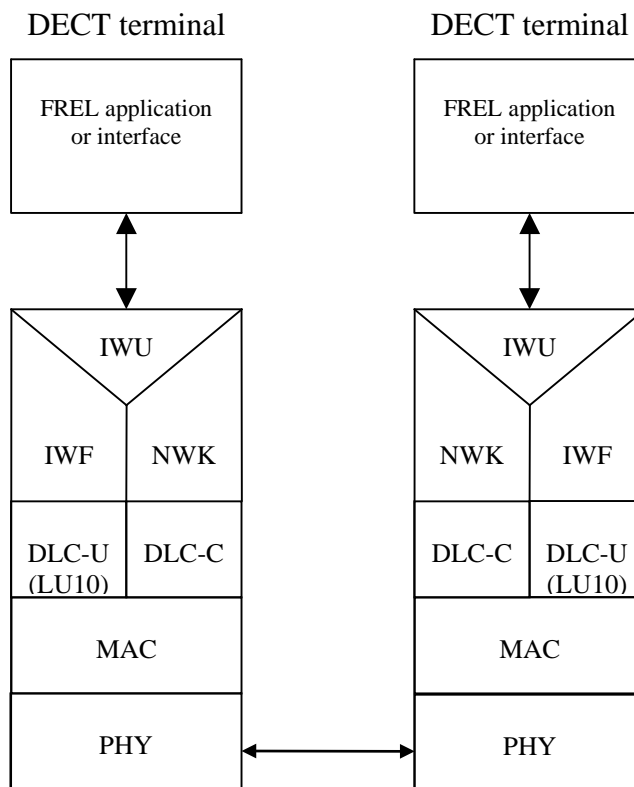 DECT terminal
FREL application
or interface
IWU
IWF
NWK
DLC-U
(LU10)
DLC-C
MAC
PHY
DECT terminal
FREL application
or interface
IWU
NWK
IWF
DLC-C
DLC-U
(LU10)
MAC
PHY